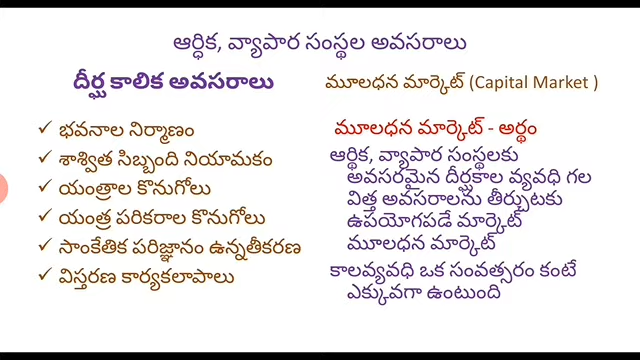 ఆర్ధిక, వ్యాపార సంస్థల అవసరాలు
దీర్ఘ కాలిక అవసరాలు
✓ భవనాల నిర్మాణం
✓ శాశ్విత సిబ్బంది నియామకం
✓ యంత్రాల కొనుగోలు
✓ యంత్ర పరికరాల కొనుగోలు
✓ సాంకేతిక పరిజ్ఞానం ఉన్నతీకరణ
✓ విస్తరణ కార్యకలాపాలు
మూలధన మార్కెట్ (Capital Market )
మూలధన మార్కెట్ - అర్థం
ఆర్థిక, వ్యాపార సంస్థలకు
అవసరమైన దీర్ఘకాల వ్యవధి గల
విత్త అవసరాలను తీర్చుటకు
ఉపయోగపడే మార్కెట్
మూలధన మార్కెట్
కాలవ్యవధి ఒక సంవత్సరం కంటే
ఎక్కువగా ఉంటుంది